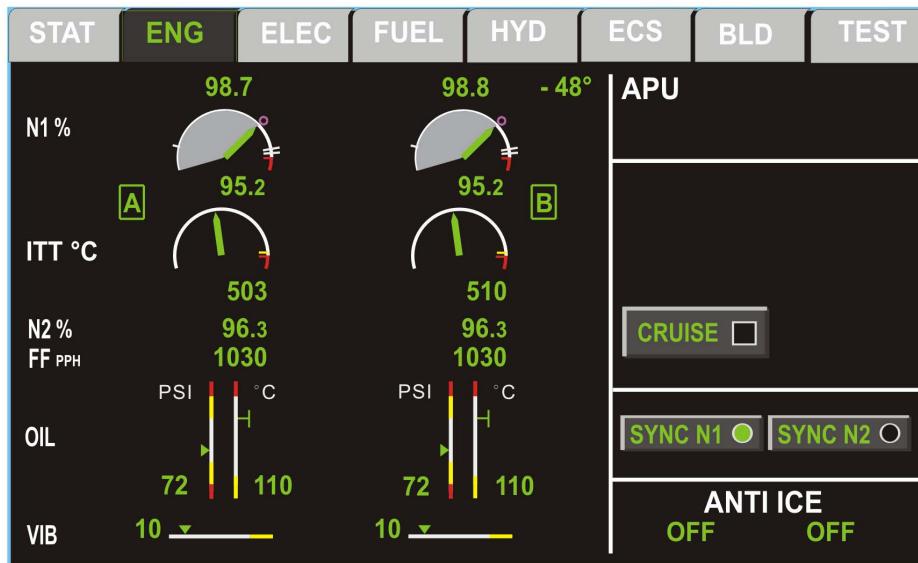 STAT ENG ELEC FUEL HYD ECS BLD TEST
98.7 98.8 - 48° APU
N1 %
95.2 95.2
A B
ITT °C
503 510
N2 % 96.3 96.3
FF PPH 1030 1030
CRUISE
PSI °C PSI °C
OIL SYNC N1 SYNC N2
72 110 72 110
ANTI ICE
VIB 10 10 OFF OFF